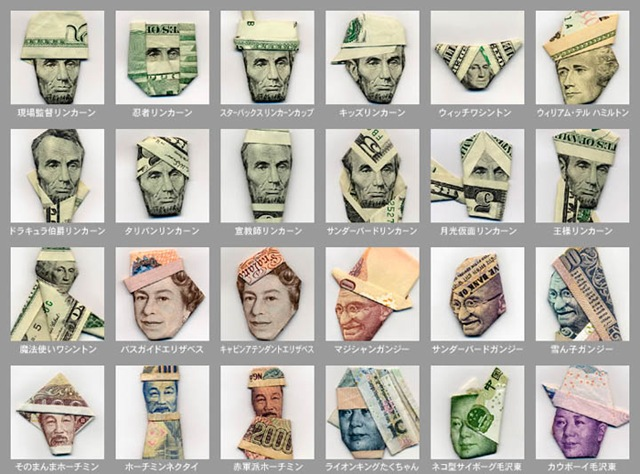 現場監督リンカーン
忍者リンカーン
スターバックスリンカーンカップ
キッズリンカーン
ウィッチワシントン
ウィリアム・テル ハミルトン
ドラキュラ伯爵リンカーン
タリバンリンカーン
宣教師リンカーン
サンダーバードリンカーン
月光仮面リンカーン
王様リンカーン
魔法使いワシントン
バスガイドエリザベス
キャビンアテンダントエリザベス
マジシャンガンジー
サンダーバードガンジー
雪ん子ガンジー
そのまんまホーチミン
ホーチミンネクタイ
赤軍派ホーチミン
ライオンキングたくちゃん
ネコ型サイボーグ毛沢東
カウボーイ毛沢東